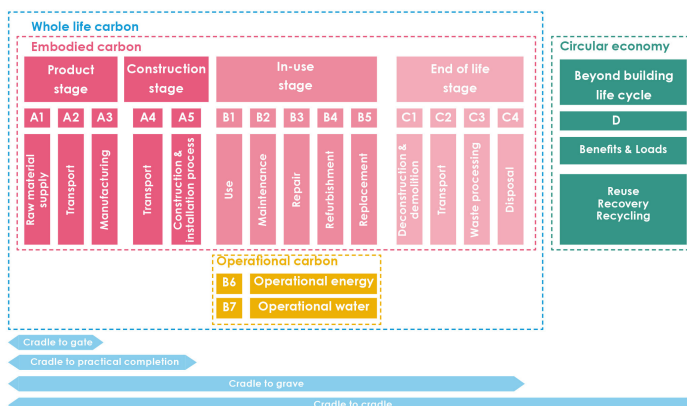 Whole life carbon
Embodied carbon
Product
stage
Construction
stage
In-use
stage
End of life
stage
A1
A2
A3
A4
A5
B1
B2
B3
B4
B5
C1
C2
C3
C4
Raw material
supply
Transport
Manufacturing
Transport
Construction &
installation process
Use
Maintenance
Repair
Refurbishment
Replacement
Deconstruction &
demolition
Transport
Waste processing
Disposal
Operational carbon
B6
Operational energy
B7
Operational water
Circular economy
Beyond building
life cycle
D
Benefits & Loads
Reuse
Recovery
Recycling
Cradle to gate
Cradle to practical completion
Cradle to grave
Cradle to cradle